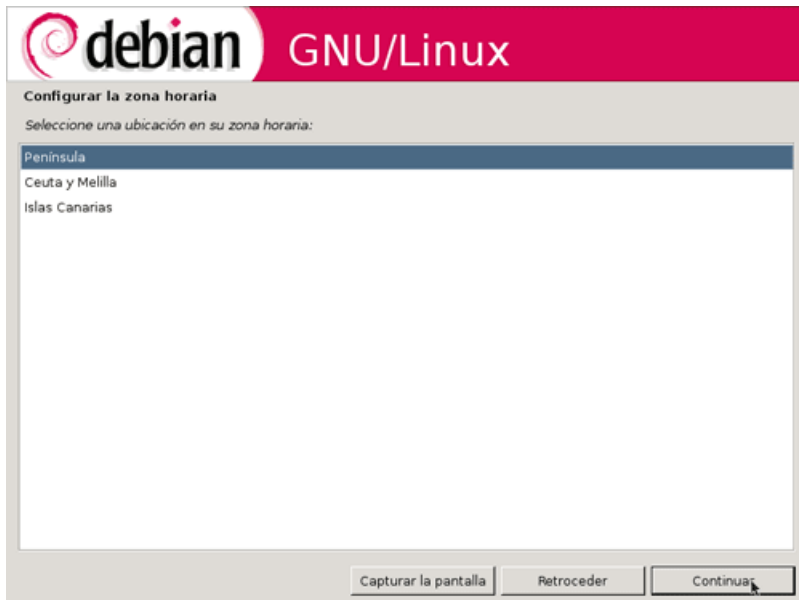 debian GNU/Linux
Configurar la zona horaria
Seleccione una ubicación en su zona horaria:
Península
Ceuta y Melilla
Islas Canarias
Capturar la pantalla Retroceder Continuar